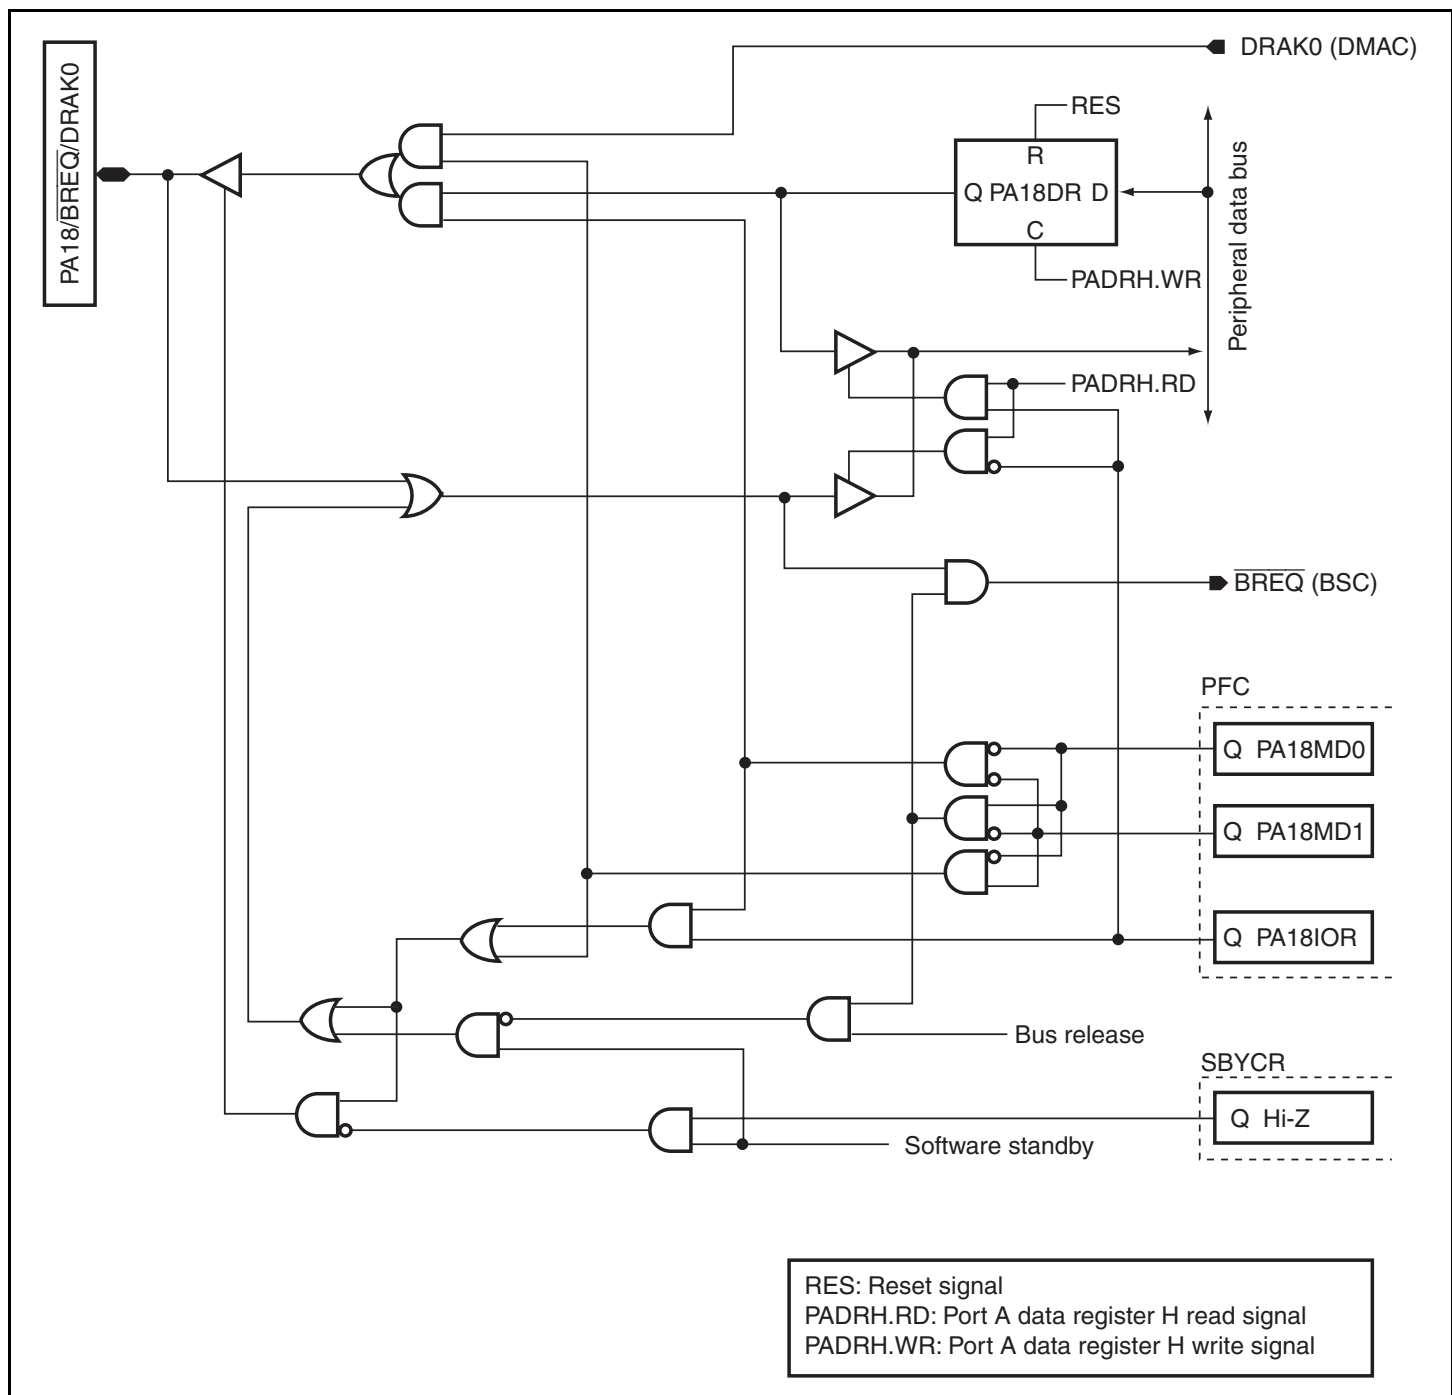 PA18/B̅R̅E̅Q̅/DRAK0
DRAK0 (DMAC)
RES
R
Q PA18DR D
C
PADRH.WR
Peripheral data bus
PADRH.RD
B̅R̅E̅Q̅ (BSC)
PFC
Q PA18MD0
Q PA18MD1
Q PA18IOR
Bus release
SBYCR
Q Hi-Z
Software standby
RES: Reset signal
PADRH.RD: Port A data register H read signal
PADRH.WR: Port A data register H write signal